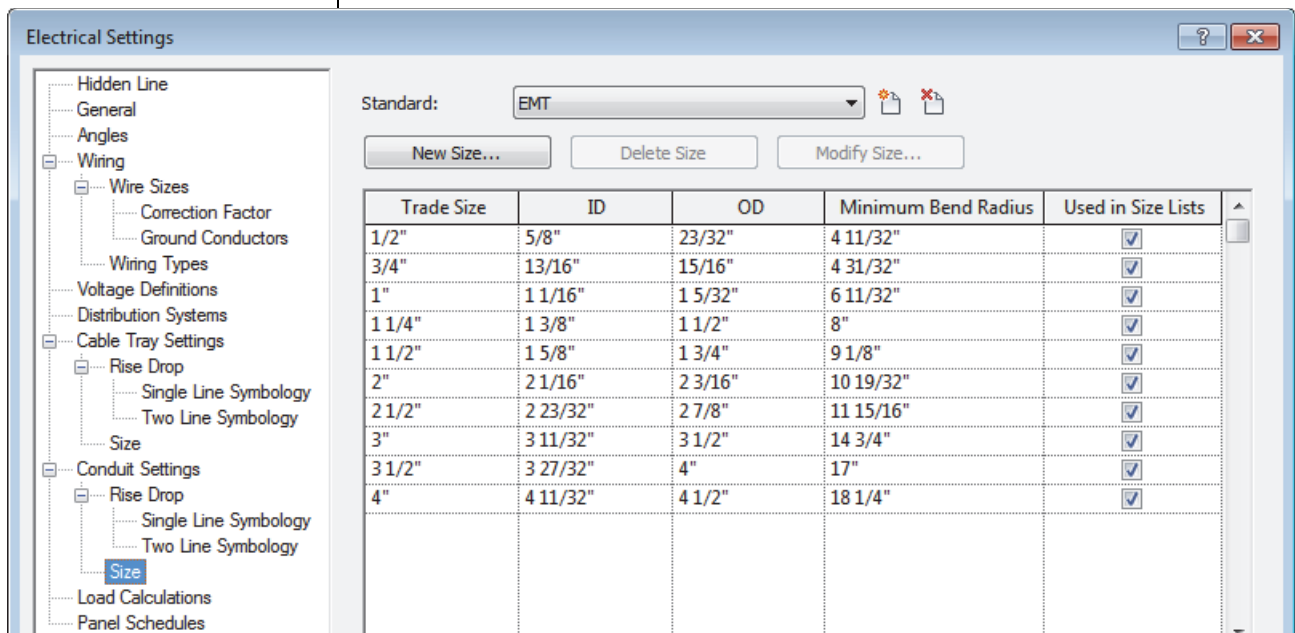 Electrical Settings
Hidden Line
General
Angles
Wiring
Wire Sizes
Correction Factor
Ground Conductors
Wiring Types
Voltage Definitions
Distribution Systems
Cable Tray Settings
Rise Drop
Single Line Symbology
Two Line Symbology
Size
Conduit Settings
Rise Drop
Single Line Symbology
Two Line Symbology
Size
Load Calculations
Panel Schedules
Standard: EMT
New Size... Delete Size Modify Size...
Trade Size ID OD Minimum Bend Radius Used in Size Lists
1/2" 5/8" 23/32" 4 11/32"
3/4" 13/16" 15/16" 4 31/32"
1" 1 1/16" 1 5/32" 6 11/32"
1 1/4" 1 3/8" 1 1/2" 8"
1 1/2" 1 5/8" 1 3/4" 9 1/8"
2" 2 1/16" 2 3/16" 10 19/32"
2 1/2" 2 23/32" 2 7/8" 11 15/16"
3" 3 11/32" 3 1/2" 14 3/4"
3 1/2" 3 27/32" 4" 17"
4" 4 11/32" 4 1/2" 18 1/4"